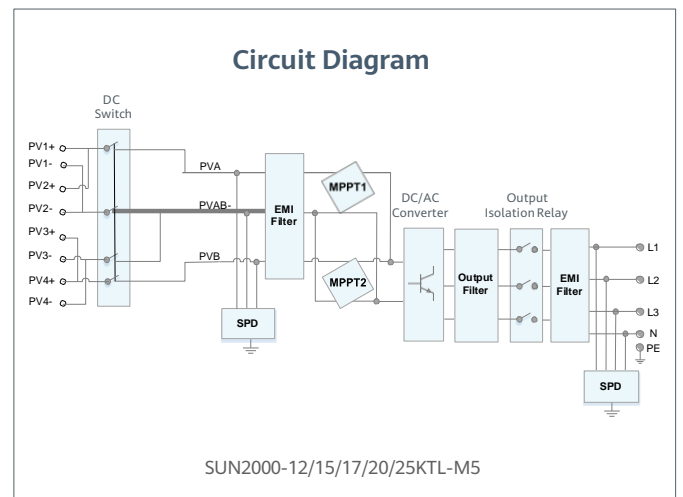 Circuit Diagram
DC
Switch
PV1+
PV1-
PV2+
PV2-
PV3+
PV3-
PV4+
PV4-
PVA
PVAB-
PVB
EMI
Filter
SPD
MPPT1
MPPT2
DC/AC
Converter
Output
Filter
Output
Isolation Relay
EMI
Filter
L1
L2
L3
N
PE
SPD
SUN2000-12/15/17/20/25KTL-M5